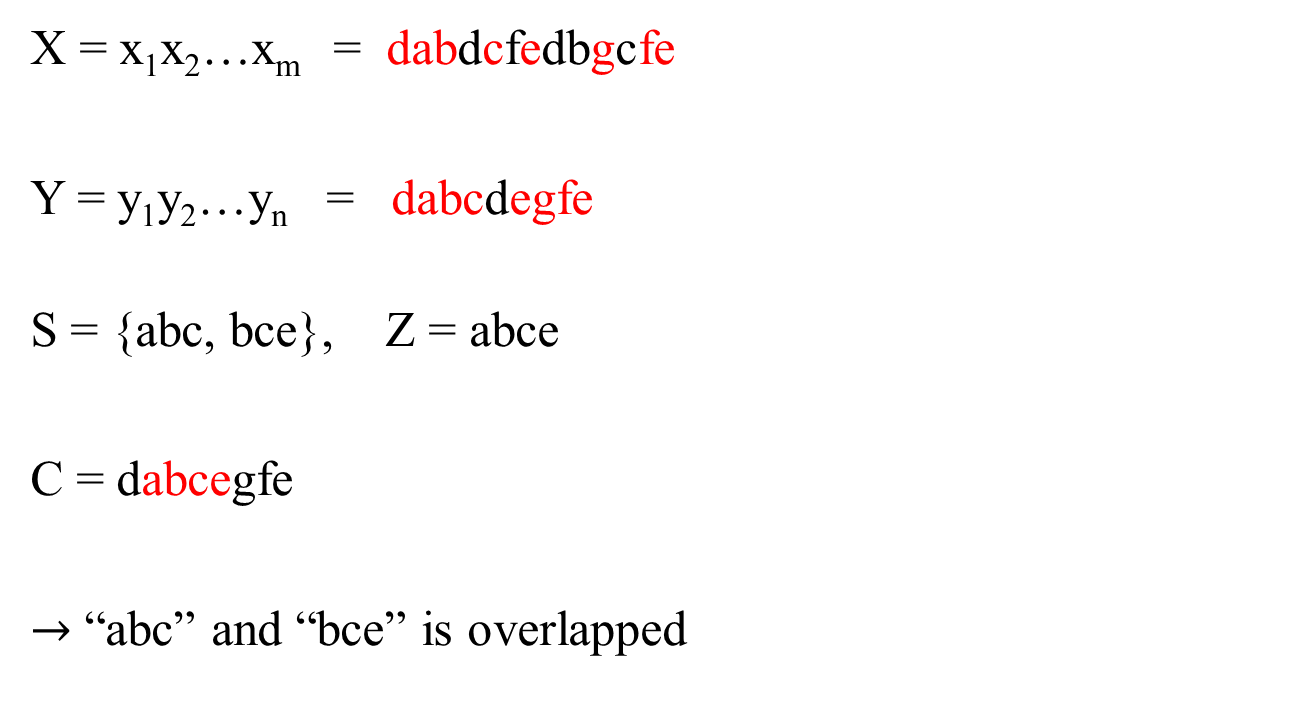 X = x₁x₂…xₘ = dabdcfedbgcfe
Y = y₁y₂…yₙ = dabcdegfe
S = {abc, bce}, Z = abce
C = dabcegfe
→ “abc” and “bce” is overlapped